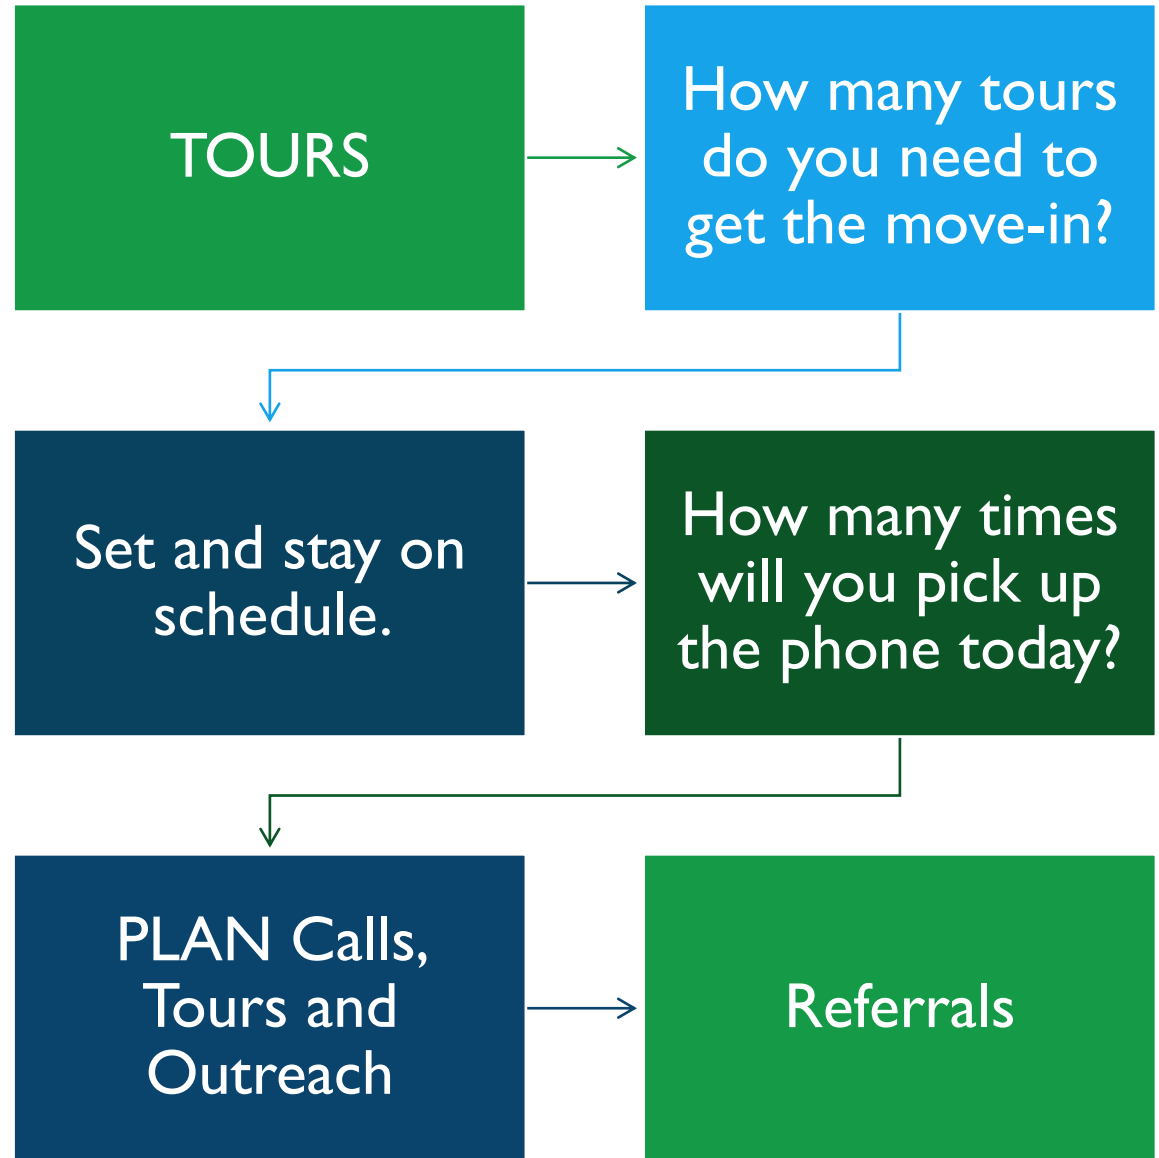 TOURS
How many tours
do you need to
get the move-in?
Set and stay on
schedule.
How many times
will you pick up
the phone today?
PLAN Calls,
Tours and
Outreach
Referrals